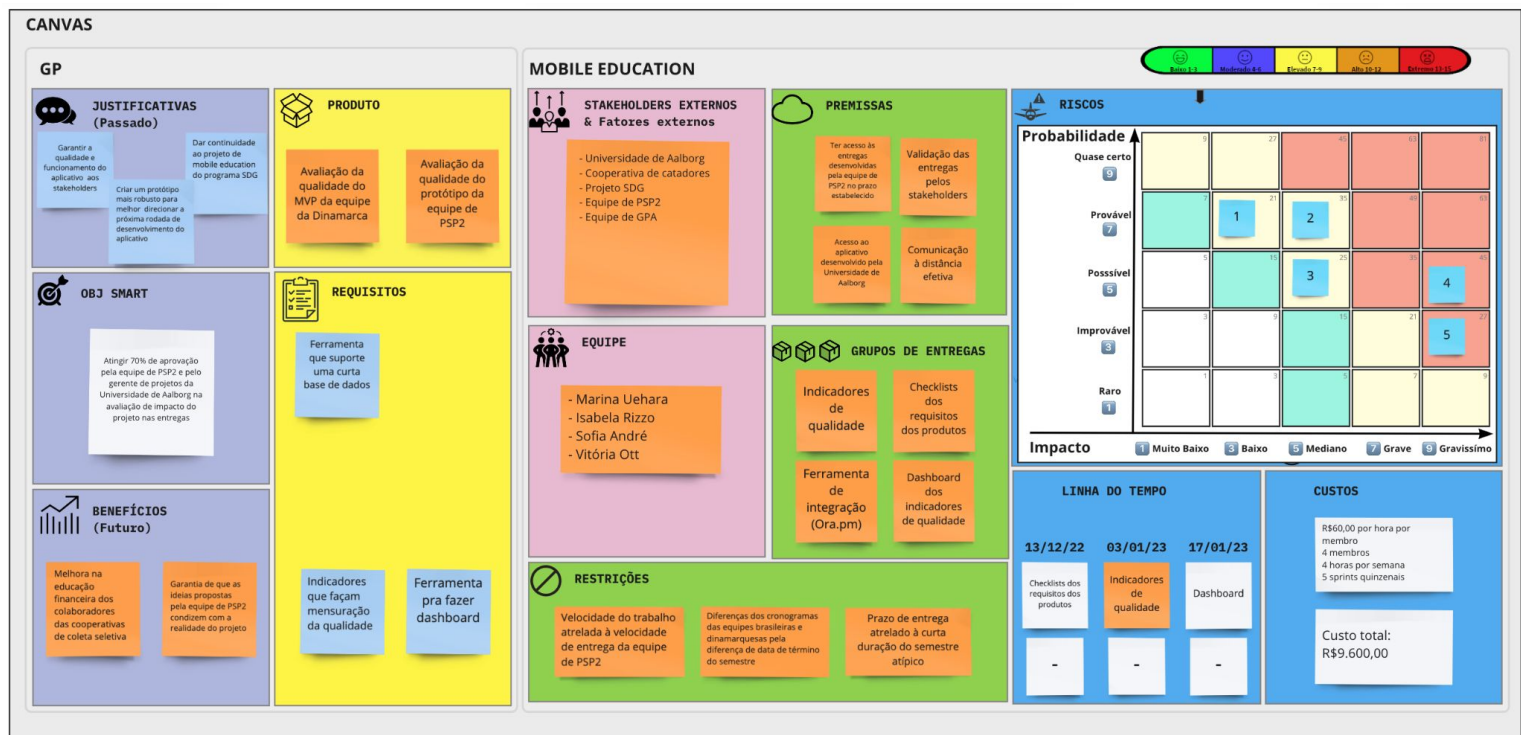 CANVAS
GP
JUSTIFICATIVAS
(Passado)
Garantir a
qualidade e
funcionamento do
aplicativo aos
stakeholders
Criar um protótipo
mais robusto para
melhor direcionar a
próxima rodada de
desenvolvimento do
aplicativo
Dar continuidade
ao projeto de
mobile education
do programa SDG
PRODUTO
Avaliação da
qualidade do
MVP da equipe
da Dinamarca
Avaliação da
qualidade do
protótipo da
equipe de
PSP2
OBJ SMART
Atingir 70% de aprovação
pela equipe de PSP2 e pelo
gerente de projetos da
Universidade de Aalborg na
avaliação de impacto do
projeto nas entregas
REQUISITOS
Ferramenta
que suporte
uma curta
base de dados
Indicadores
que façam
mensuração
da qualidade
Ferramenta
pra fazer
dashboard
BENEFÍCIOS
(Futuro)
Melhora na
educação
financeira dos
colaboradores
das cooperativas
de coleta seletiva
Garantia de que as
ideias propostas
pela equipe de PSP2
condizem com a
realidade do projeto
MOBILE EDUCATION
STAKEHOLDERS EXTERNOS
& Fatores externos
- Universidade de Aalborg
- Cooperativa de catadores
- Projeto SDG
- Equipe de PSP2
- Equipe de GPA
PREMISSAS
Ter acesso às
entregas
desenvolvidas
pela equipe de
PSP2 no prazo
estabelecido
Validação das
entregas
pelos
stakeholders
Acesso ao
aplicativo
desenvolvido pela
Universidade de
Aalborg
Comunicação
à distância
efetiva
EQUIPE
- Marina Uehara
- Isabela Rizzo
- Sofia André
- Vitória Ott
GRUPOS DE ENTREGAS
Indicadores
de
qualidade
Checklists
dos
requisitos
dos produtos
Ferramenta
de
integração
(Ora.pm)
Dashboard
dos
indicadores
de qualidade
RESTRIÇÕES
Velocidade do trabalho
atrelada à velocidade
de entrega da equipe
de PSP2
Diferenças dos cronogramas
das equipes brasileiras e
dinamarquesas pela
diferença de data de término
do semestre
Prazo de entrega
atrelado à curta
duração do semestre
atípico
Baixo 1-3 Moderado 4-6 Elevado 7-9 Alto 10-12 Extremo 13-15
RISCOS
Probabilidade
Quase certo
9
9 27 45 63 81
Provável
7
7 21 35 49 63
1 2
Posssível
5
5 15 25 35 45
3 4
Improvável
3
3 9 15 21 27
5
Raro
1
1 3 5 7 9
Impacto 1 Muito Baixo 3 Baixo 5 Mediano 7 Grave 9 Gravissímo
LINHA DO TEMPO
13/12/22 03/01/23 17/01/23
Checklists dos
requisitos dos
produtos
Indicadores
de
qualidade
Dashboard
- - -
CUSTOS
R$60,00 por hora por
membro
4 membros
4 horas por semana
5 sprints quinzenais
Custo total:
R$9.600,00